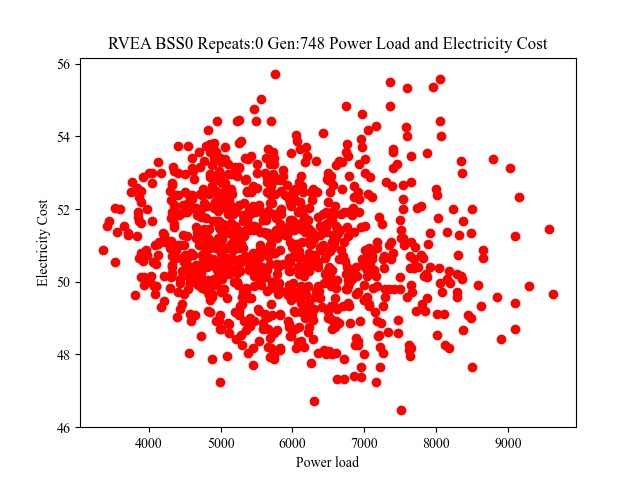 RVEA BSS0 Repeats:0 Gen:748 Power Load and Electricity Cost
56
54
52
50
48
46
Electricity Cost
4000 5000 6000 7000 8000 9000
Power load